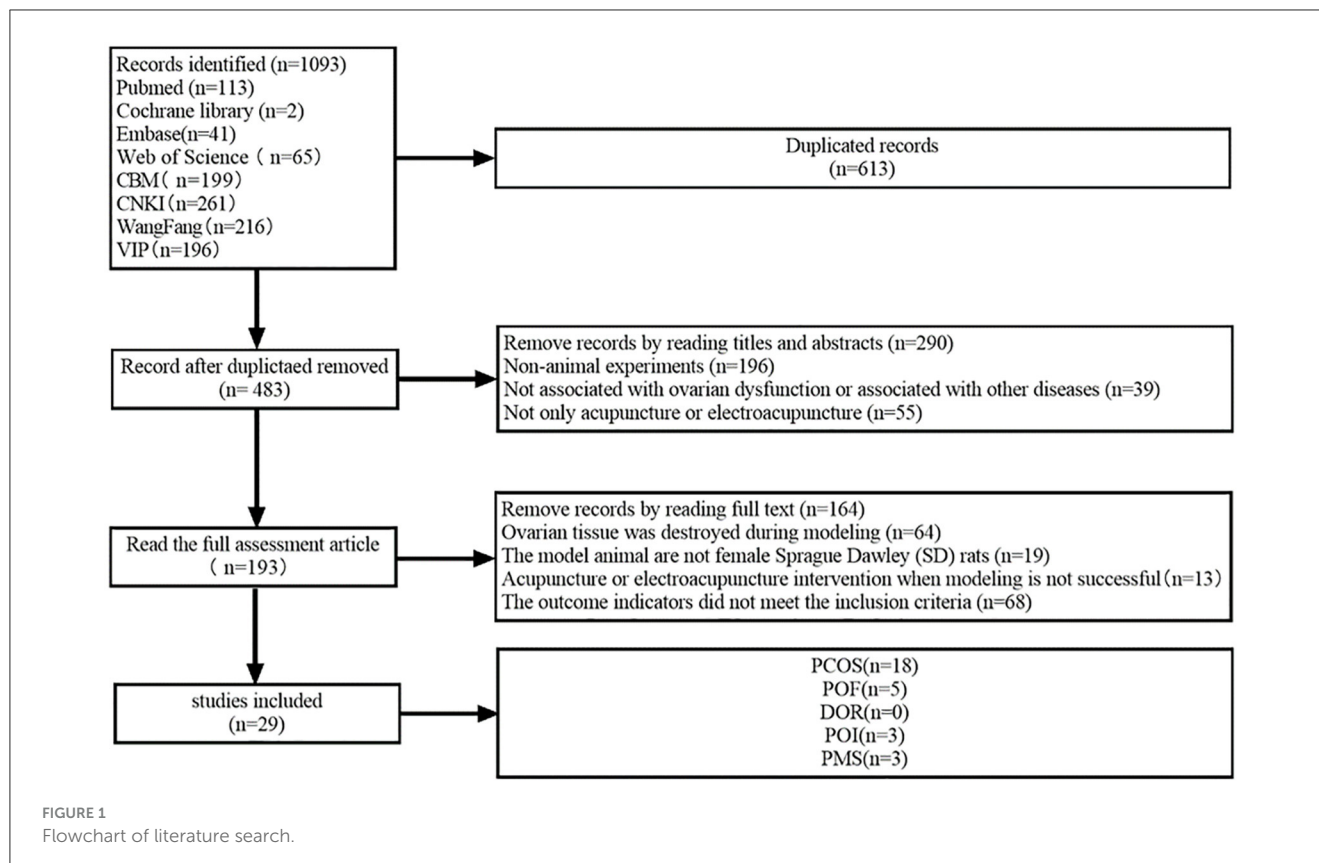 Records identified (n=1093)
Pubmed (n=113)
Cochrane library (n=2)
Embase(n=41)
Web of Science ( n=65)
CBM( n=199)
CNKI(n=261)
WangFang(n=216)
VIP(n=196)
Duplicated records
(n=613)
Record after duplictaed removed
(n= 483)
Remove records by reading titles and abstracts (n=290)
Non-animal experiments (n=196)
Not associated with ovarian dysfunction or associated with other diseases (n=39)
Not only acupuncture or electroacupuncture (n=55)
Read the full assessment article
( n=193)
Remove records by reading full text (n=164)
Ovarian tissue was destroyed during modeling (n=64)
The model animal are not female Sprague Dawley (SD) rats (n=19)
Acupuncture or electroacupuncture intervention when modeling is not successful(n=13)
The outcome indicators did not meet the inclusion criteria (n=68)
studies included
(n=29)
PCOS(n=18)
POF(n=5)
DOR(n=0)
POI(n=3)
PMS(n=3)
FIGURE 1
Flowchart of literature search.